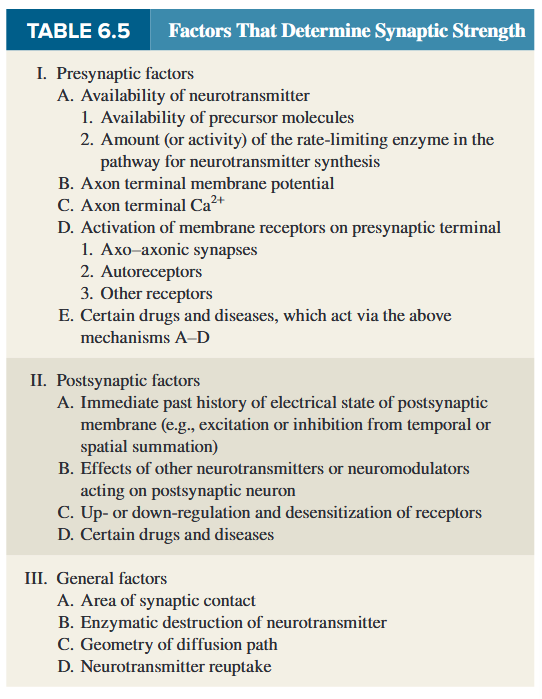 TABLE 6.5 Factors That Determine Synaptic Strength
I. Presynaptic factors
A. Availability of neurotransmitter
1. Availability of precursor molecules
2. Amount (or activity) of the rate-limiting enzyme in the
pathway for neurotransmitter synthesis
B. Axon terminal membrane potential
C. Axon terminal Ca²⁺
D. Activation of membrane receptors on presynaptic terminal
1. Axo–axonic synapses
2. Autoreceptors
3. Other receptors
E. Certain drugs and diseases, which act via the above
mechanisms A–D
II. Postsynaptic factors
A. Immediate past history of electrical state of postsynaptic
membrane (e.g., excitation or inhibition from temporal or
spatial summation)
B. Effects of other neurotransmitters or neuromodulators
acting on postsynaptic neuron
C. Up- or down-regulation and desensitization of receptors
D. Certain drugs and diseases
III. General factors
A. Area of synaptic contact
B. Enzymatic destruction of neurotransmitter
C. Geometry of diffusion path
D. Neurotransmitter reuptake